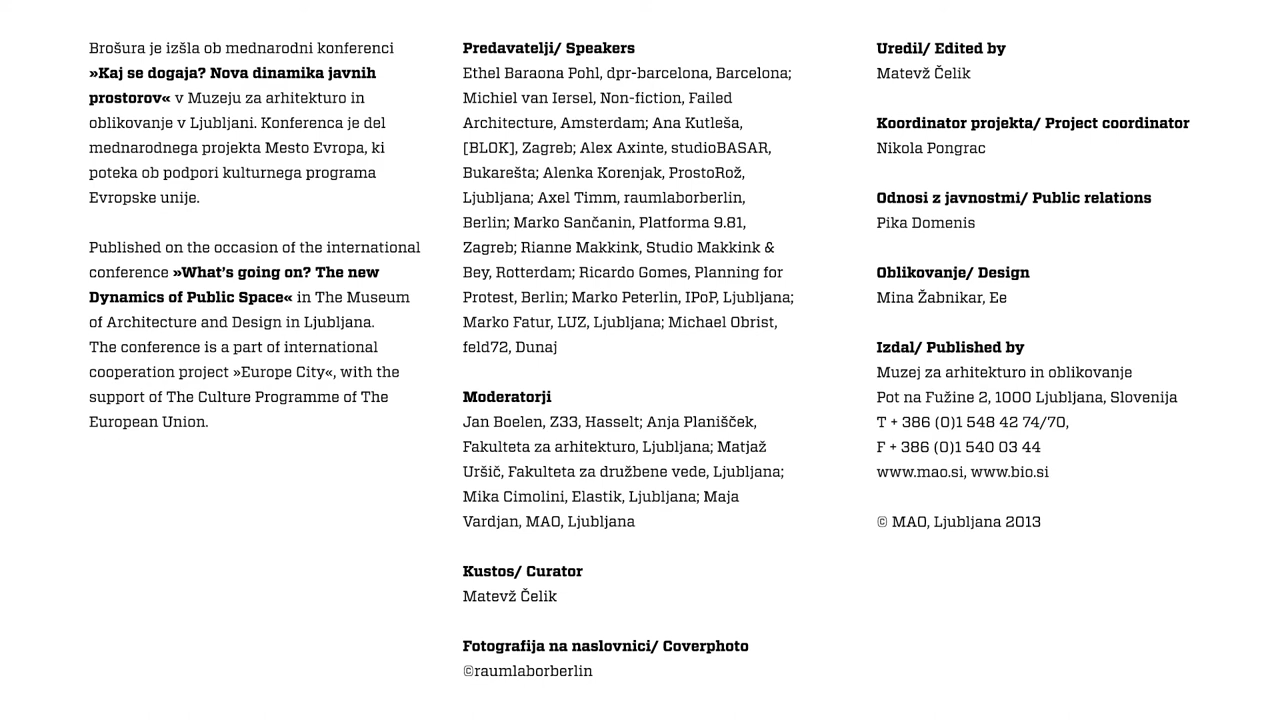 Brošura je izšla ob mednarodni konferenci
»Kaj se dogaja? Nova dinamika javnih
prostorov« v Muzeju za arhitekturo in
oblikovanje v Ljubljani. Konferenca je del
mednarodnega projekta Mesto Evropa, ki
poteka ob podpori kulturnega programa
Evropske unije.
Published on the occasion of the international
conference »What's going on? The new
Dynamics of Public Space« in The Museum
of Architecture and Design in Ljubljana.
The conference is a part of international
cooperation project »Europe City«, with the
support of The Culture Programme of The
European Union.
Predavatelji/ Speakers
Ethel Baraona Pohl, dpr-barcelona, Barcelona;
Michiel van Iersel, Non-fiction, Failed
Architecture, Amsterdam; Ana Kutleša,
[BLOK], Zagreb; Alex Axinte, studioBASAR,
Bukarešta; Alenka Korenjak, ProstoRož,
Ljubljana; Axel Timm, raumlaborberlin,
Berlin; Marko Sančanin, Platforma 9.81,
Zagreb; Rianne Makkink, Studio Makkink &
Bey, Rotterdam; Ricardo Gomes, Planning for
Protest, Berlin; Marko Peterlin, IPoP, Ljubljana;
Marko Fatur, LUZ, Ljubljana; Michael Obrist,
feld72, Dunaj
Moderatorji
Jan Boelen, Z33, Hasselt; Anja Planišček,
Fakulteta za arhitekturo, Ljubljana; Matjaž
Uršič, Fakulteta za družbene vede, Ljubljana;
Mika Cimolini, Elastik, Ljubljana; Maja
Vardjan, MAO, Ljubljana
Kustos/ Curator
Matevž Čelik
Fotografija na naslovnici/ Coverphoto
©raumlaborberlin
Uredil/ Edited by
Matevž Čelik
Koordinator projekta/ Project coordinator
Nikola Pongrac
Odnosi z javnostmi/ Public relations
Pika Domenis
Oblikovanje/ Design
Mina Žabnikar, Ee
Izdal/ Published by
Muzej za arhitekturo in oblikovanje
Pot na Fužine 2, 1000 Ljubljana, Slovenija
T + 386 (0)1 548 42 74/70,
F + 386 (0)1 540 03 44
www.mao.si, www.bio.si
© MAO, Ljubljana 2013